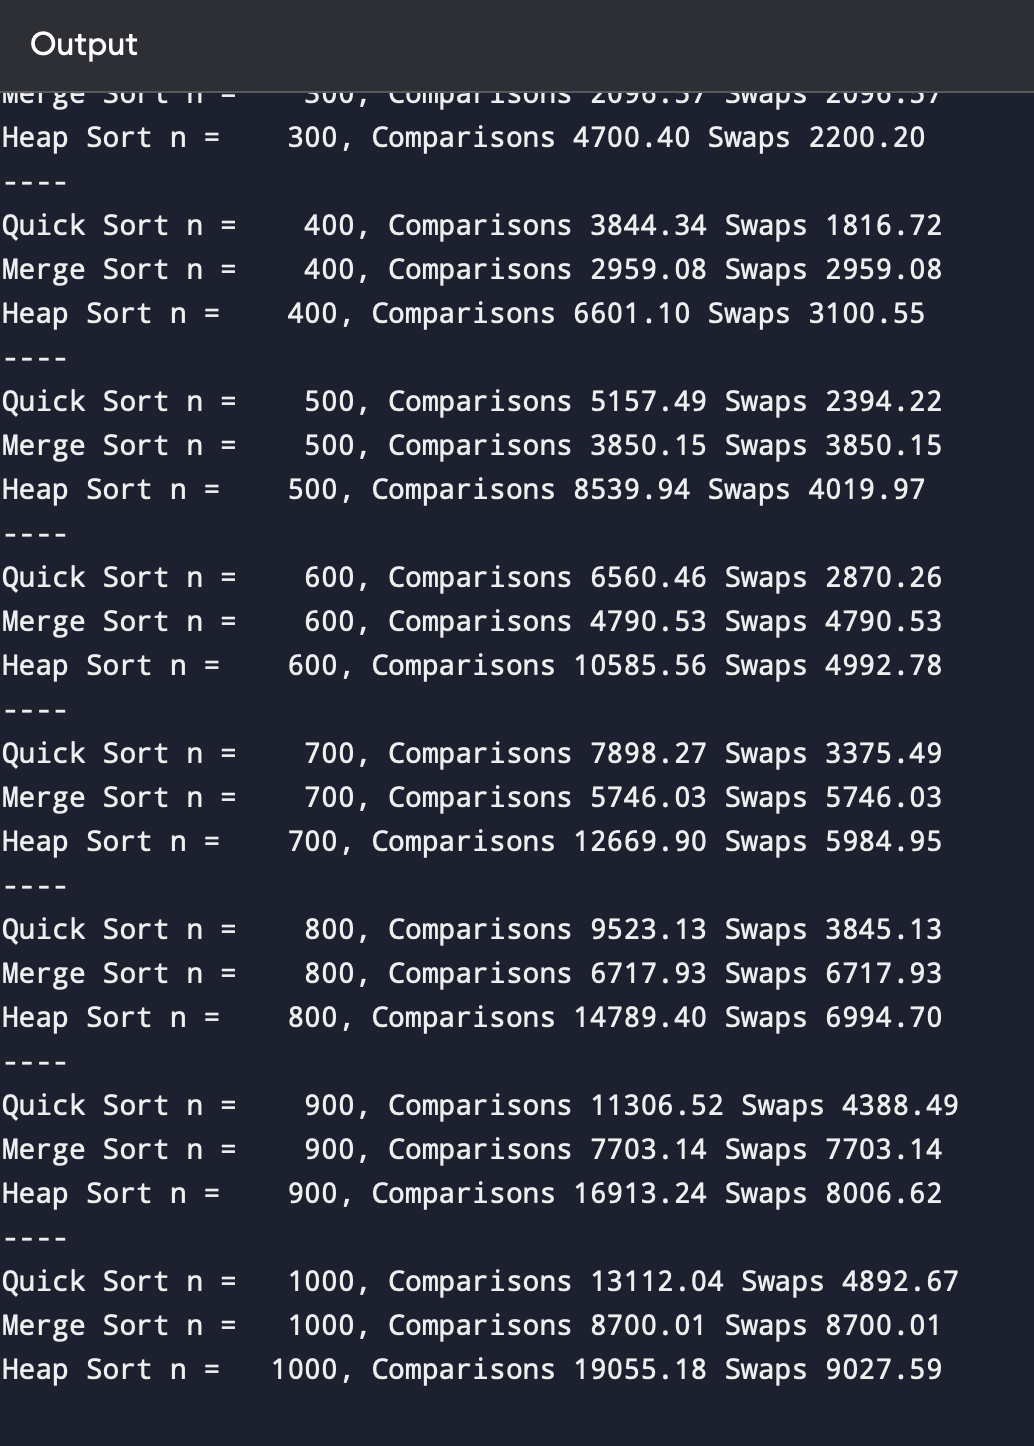 Output
Merge Sort n =    300, Comparisons 2096.57 Swaps 2096.57
Heap Sort n =    300, Comparisons 4700.40 Swaps 2200.20
----
Quick Sort n =    400, Comparisons 3844.34 Swaps 1816.72
Merge Sort n =    400, Comparisons 2959.08 Swaps 2959.08
Heap Sort n =    400, Comparisons 6601.10 Swaps 3100.55
----
Quick Sort n =    500, Comparisons 5157.49 Swaps 2394.22
Merge Sort n =    500, Comparisons 3850.15 Swaps 3850.15
Heap Sort n =    500, Comparisons 8539.94 Swaps 4019.97
----
Quick Sort n =    600, Comparisons 6560.46 Swaps 2870.26
Merge Sort n =    600, Comparisons 4790.53 Swaps 4790.53
Heap Sort n =    600, Comparisons 10585.56 Swaps 4992.78
----
Quick Sort n =    700, Comparisons 7898.27 Swaps 3375.49
Merge Sort n =    700, Comparisons 5746.03 Swaps 5746.03
Heap Sort n =    700, Comparisons 12669.90 Swaps 5984.95
----
Quick Sort n =    800, Comparisons 9523.13 Swaps 3845.13
Merge Sort n =    800, Comparisons 6717.93 Swaps 6717.93
Heap Sort n =    800, Comparisons 14789.40 Swaps 6994.70
----
Quick Sort n =    900, Comparisons 11306.52 Swaps 4388.49
Merge Sort n =    900, Comparisons 7703.14 Swaps 7703.14
Heap Sort n =    900, Comparisons 16913.24 Swaps 8006.62
----
Quick Sort n =   1000, Comparisons 13112.04 Swaps 4892.67
Merge Sort n =   1000, Comparisons 8700.01 Swaps 8700.01
Heap Sort n =   1000, Comparisons 19055.18 Swaps 9027.59